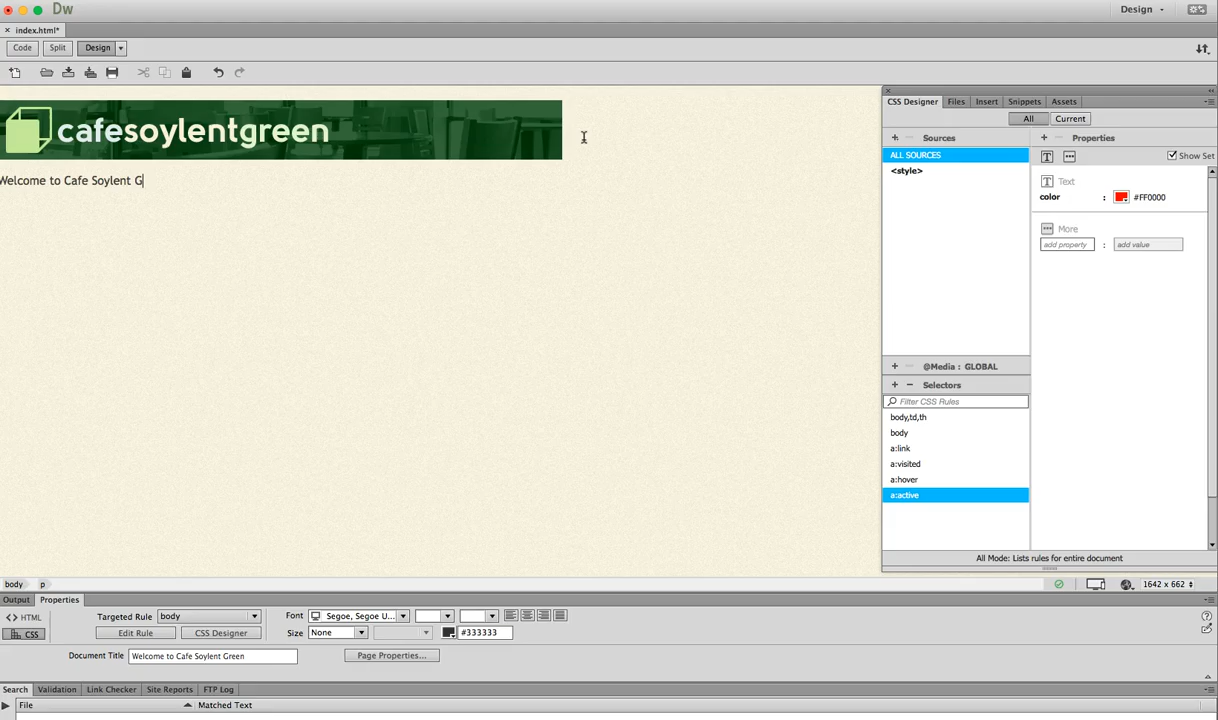 Dw
Design
index.html*
Code Split Design
cafesoylentgreen
Welcome to Cafe Soylent G
CSS Designer Files Insert Snippets Assets
All Current
Sources
Properties
ALL SOURCES
<style>
Show Set
Text
color : #FF0000
More
add property : add value
@Media : GLOBAL
Selectors
Filter CSS Rules
body,td,th
body
a:link
a:visited
a:hover
a:active
All Mode: Lists rules for entire document
body p
1642 x 662
Output Properties
HTML
CSS
Targeted Rule body
Edit Rule CSS Designer
Font Segoe, Segoe U...
Size None
#333333
Document Title Welcome to Cafe Soylent Green
Page Properties...
Search Validation Link Checker Site Reports FTP Log
File Matched Text